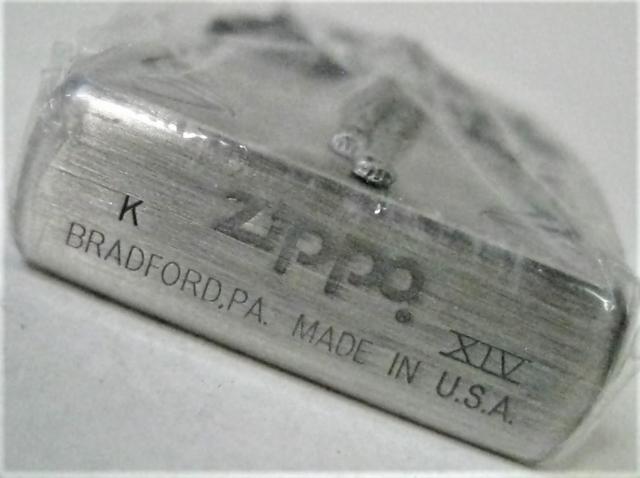 K zippo XIV
BRADFORD,PA. MADE IN U.S.A.